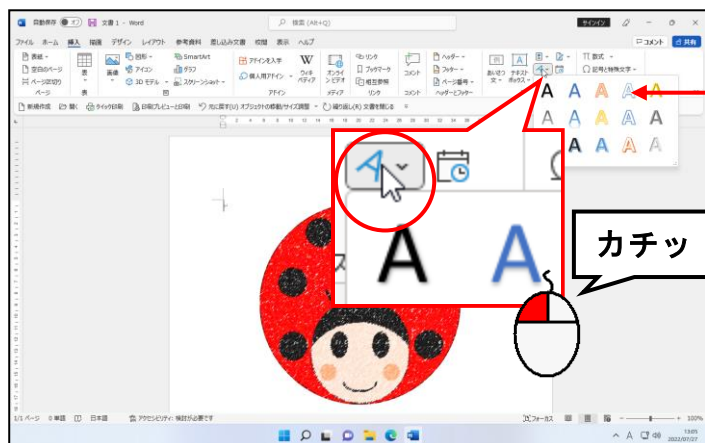 自動保存 オフ 文書 1 - Word 検索 (Alt+Q) サインイン
ファイル ホーム 挿入 描画 デザイン レイアウト 参考資料 差し込み文書 校閲 表示 ヘルプ コメント 共有
表紙 図形 SmartArt アドインを入手 リンク ヘッダー 数式
空白のページ 表 画像 アイコン グラフ 個人用アドイン ウィキペディア オンラインビデオ ブックマーク コメント フッター あいさつ文 テキストボックス 記号と特殊文字
ページ区切り 3D モデル スクリーンショット 相互参照 ページ番号
ページ 表 図 アドイン メディア リンク コメント ヘッダーとフッター
新規作成 開く クイック印刷 印刷プレビューと印刷 元に戻す(U) オブジェクトの移動/サイズ調整 繰り返し(R) 文書を閉じる
A A A A A
A A A A A
A A A A
A
A A
カチッ
1/1 ページ 0 単語 日本語 アクセシビリティ: 検討が必要です フォーカス 100%
A 13:05
2022/07/27